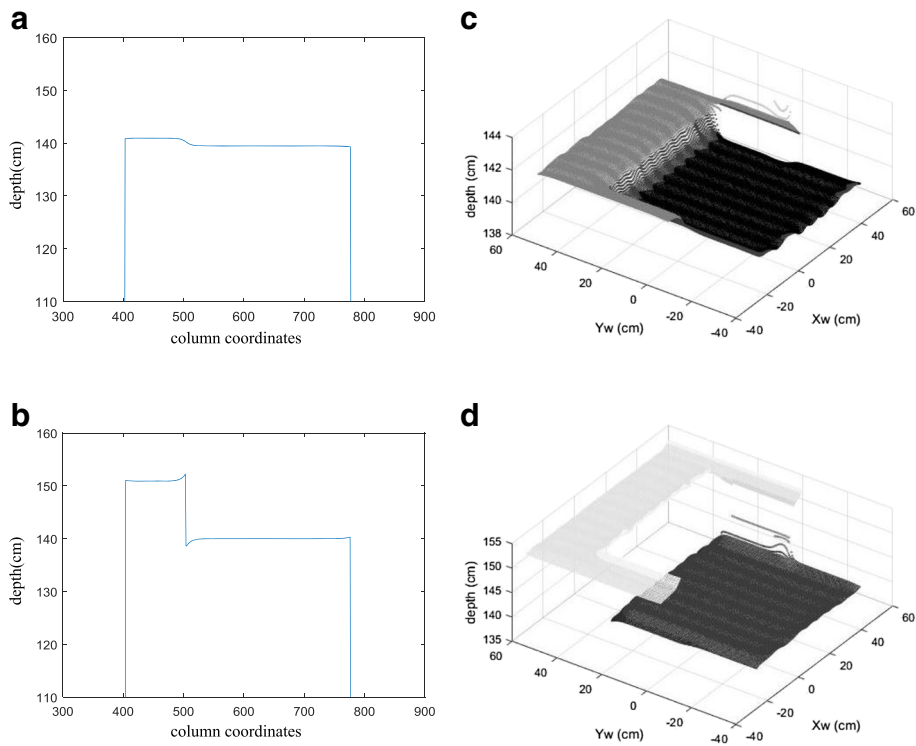 a
160
150
140
130
120
110
depth(cm)
300 400 500 600 700 800 900
column coordinates
c
144
142
140
138
depth (cm)
60 40 20 0 -20 -40
Yw (cm)
-40 -20 0 20 40 60
Xw (cm)
b
160
150
140
130
120
110
depth(cm)
300 400 500 600 700 800 900
column coordinates
d
155
150
145
140
135
depth (cm)
60 40 20 0 -20 -40
Yw (cm)
-40 -20 0 20 40 60
Xw (cm)